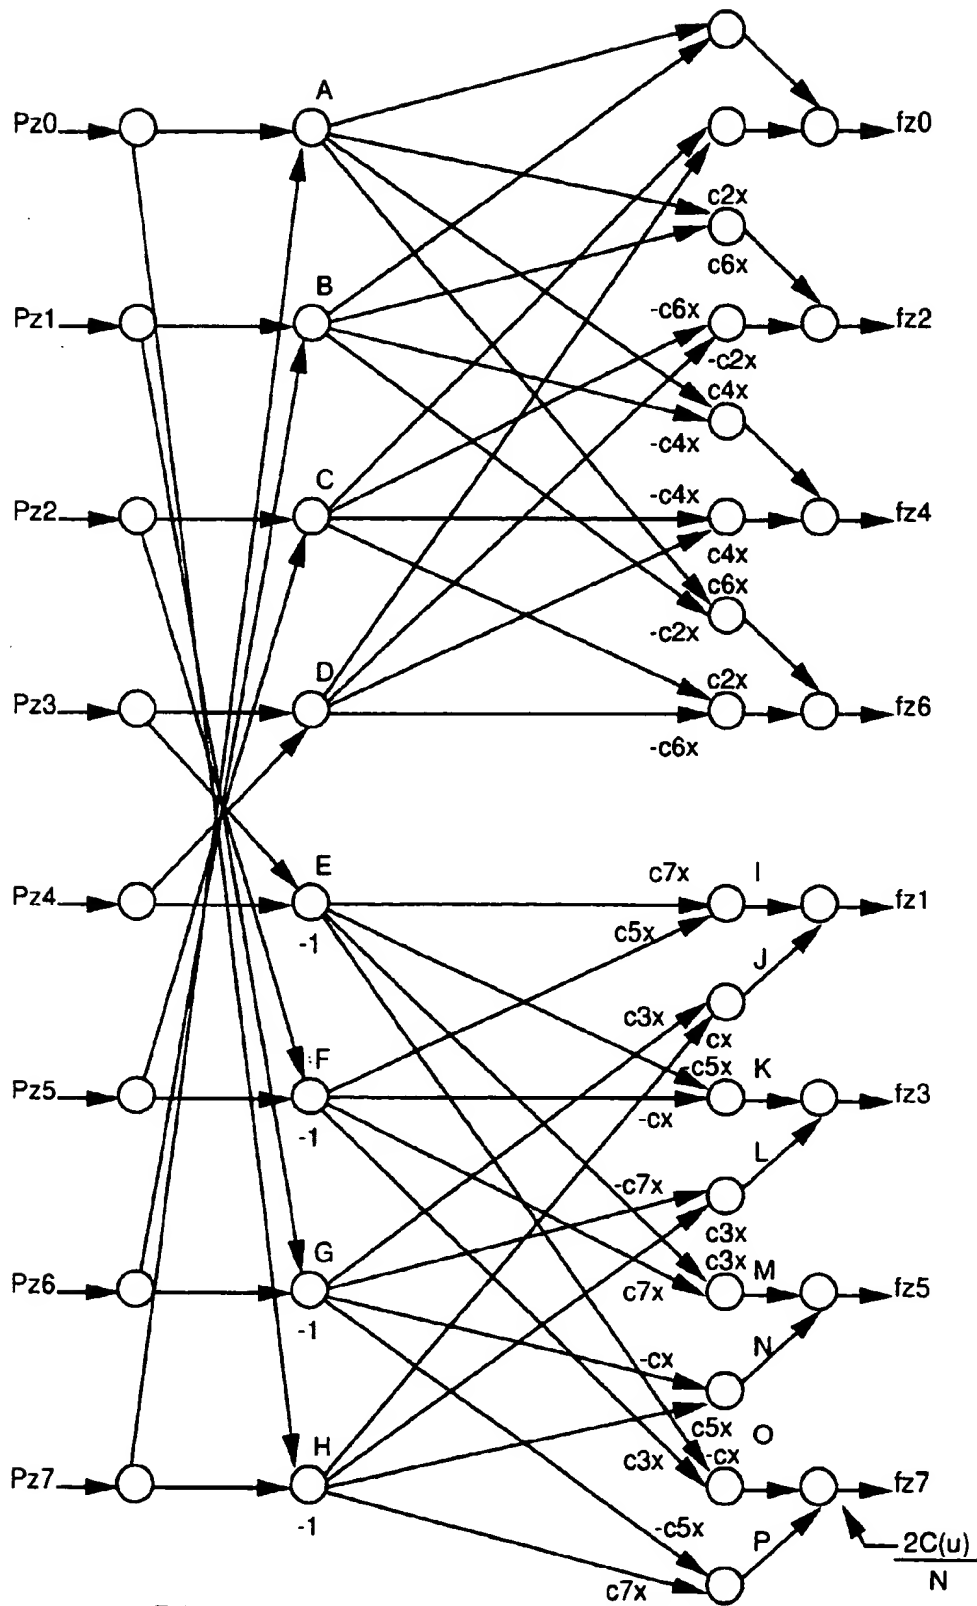 A
Pz0
fz0
c2x
c6x
B
Pz1
-c6x
fz2
-c2x
c4x
-c4x
C
Pz2
-c4x
fz4
c4x
c6x
-c2x
D
c2x
Pz3
fz6
-c6x
E
c7x
I
Pz4
fz1
-1
c5x
J
c3x
cx
F
-c5x
K
Pz5
fz3
-cx
-1
L
-c7x
c3x
G
c3x
M
Pz6
c7x
fz5
-1
N
-cx
c5x
O
H
c3x
-cx
Pz7
fz7
-1
-c5x
P
2C(u)
N
c7x